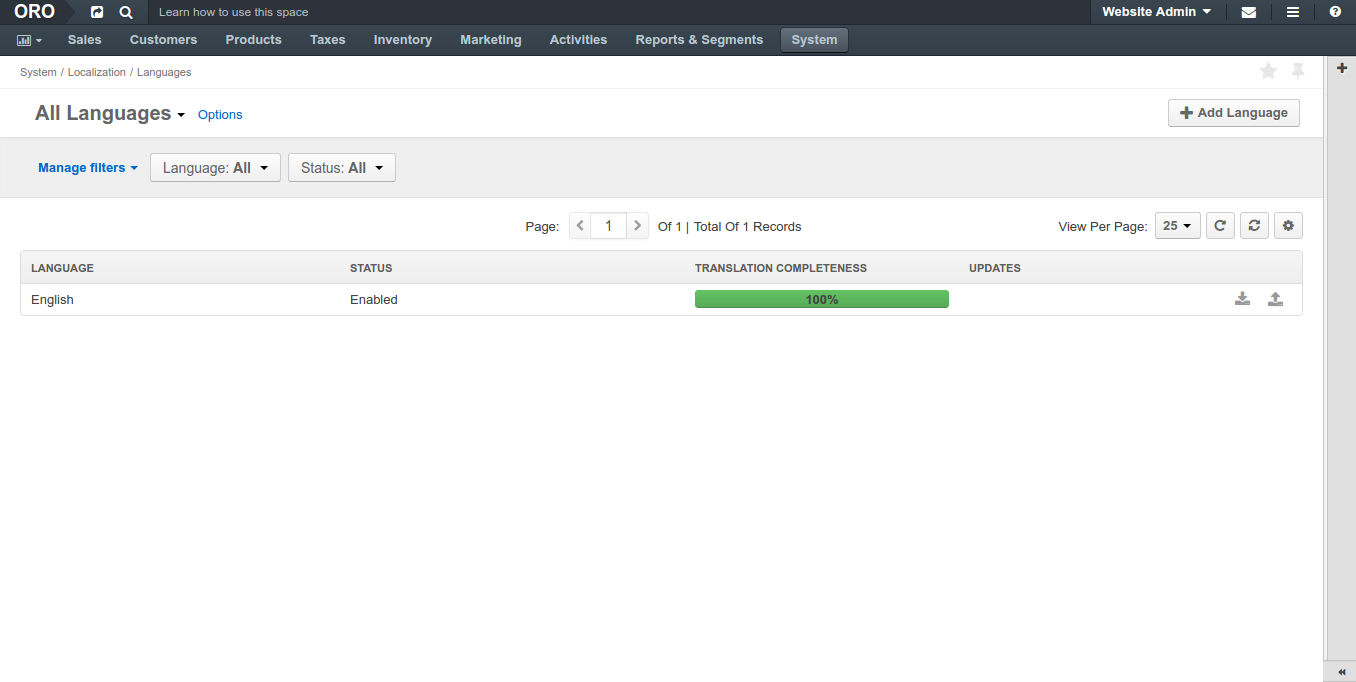 ORO Learn how to use this space Website Admin
Sales Customers Products Taxes Inventory Marketing Activities Reports & Segments System
System / Localization / Languages
All Languages Options Add Language
Manage filters Language: All Status: All
Page: 1 Of 1 | Total Of 1 Records View Per Page: 25
LANGUAGE STATUS TRANSLATION COMPLETENESS UPDATES
English Enabled 100%